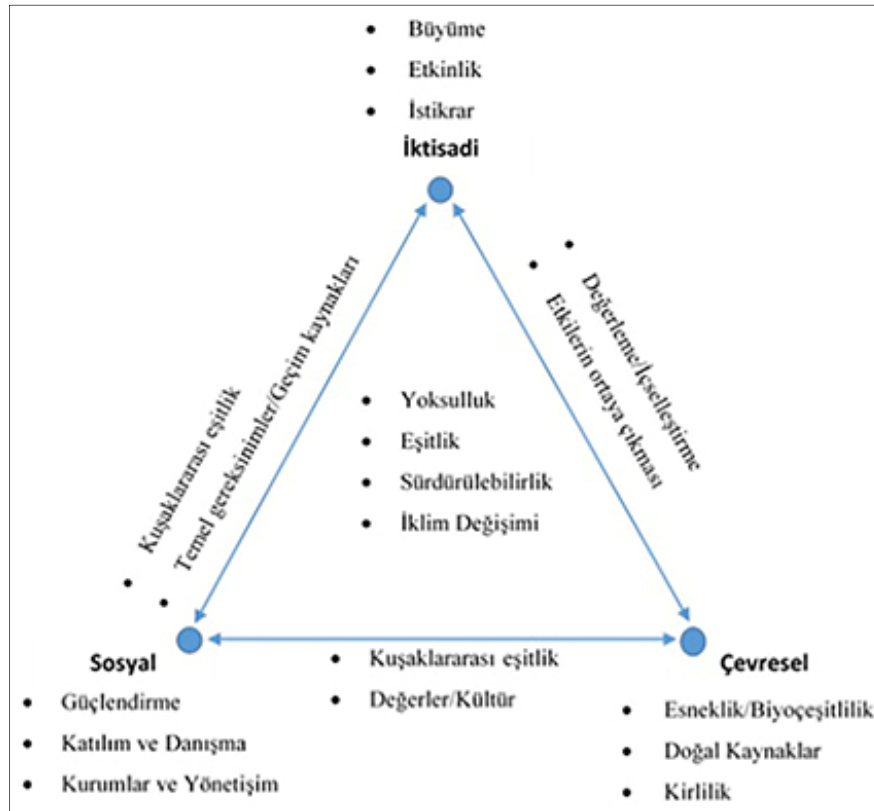 • Büyüme
• Etkinlik
• İstikrar
İktisadi
• Kuşaklararası eşitlik
• Temel gereksinimler/Geçim kaynakları
• Değerleme/İçselleştirme
• Etkilerin ortaya çıkması
• Yoksulluk
• Eşitlik
• Sürdürülebilirlik
• İklim Değişimi
Sosyal
• Güçlendirme
• Katılım ve Danışma
• Kurumlar ve Yönetişim
• Kuşaklararası eşitlik
• Değerler/Kültür
Çevresel
• Esneklik/Biyoçeşitlilik
• Doğal Kaynaklar
• Kirlilik